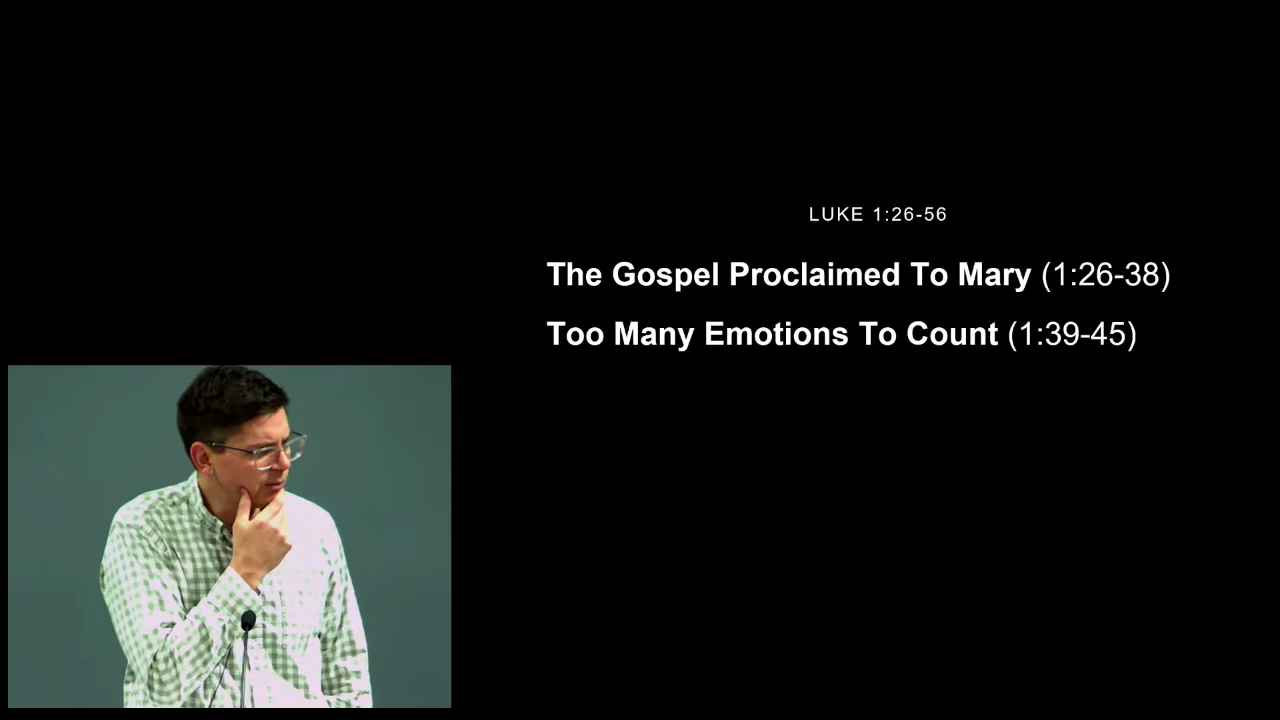 LUKE 1:26-56
The Gospel Proclaimed To Mary (1:26-38)
Too Many Emotions To Count (1:39-45)